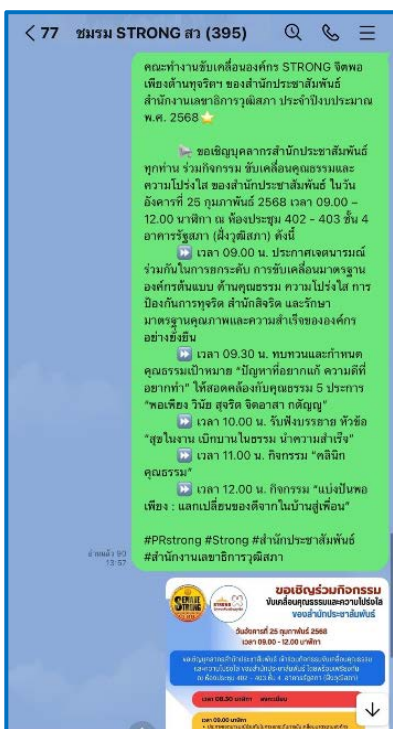 77 ชมรม STRONG สว (395)
คณะทำงานขับเคลื่อนองค์กร STRONG จิตพอ
เพียงต้านทุจริตฯ ของสำนักประชาสัมพันธ์
สำนักงานเลขาธิการวุฒิสภา ประจำปีงบประมาณ
พ.ศ. 2568
ขอเชิญบุคลากรสำนักประชาสัมพันธ์
ทุกท่าน ร่วมกิจกรรม ขับเคลื่อนคุณธรรมและ
ความโปร่งใส ของสำนักประชาสัมพันธ์ ในวัน
อังคารที่ 25 กุมภาพันธ์ 2568 เวลา 09.00 –
12.00 นาฬิกา ณ ห้องประชุม 402 - 403 ชั้น 4
อาคารรัฐสภา (ฝั่งวุฒิสภา) ดังนี้
เวลา 09.00 น. ประกาศเจตนารมณ์
ร่วมกันในการยกระดับ การขับเคลื่อนมาตรฐาน
องค์กรต้นแบบ ด้านคุณธรรม ความโปร่งใส การ
ป้องกันการทุจริต สำนักสิจริต และรักษา
มาตรฐานคุณภาพและความสำเร็จขององค์กร
อย่างยั่งยืน
เวลา 09.30 น. ทบทวนและกำหนด
คุณธรรมเป้าหมาย “ปัญหาที่อยากแก้ ความดีที่
อยากทำ” ให้สอดคล้องกับคุณธรรม 5 ประการ
“พอเพียง วินัย สุจริต จิตอาสา กตัญญู”
เวลา 10.00 น. รับฟังบรรยาย หัวข้อ
“สุขในงาน เบิกบานในธรรม นำความสำเร็จ”
เวลา 11.00 น. กิจกรรม “คลินิก
คุณธรรม”
เวลา 12.00 น. กิจกรรม “แบ่งปันพอ
เพียง : แลกเปลี่ยนของดีจากในบ้านสู่เพื่อน”
#PRstrong #Strong #สำนักประชาสัมพันธ์
#สำนักงานเลขาธิการวุฒิสภา
อ่านแล้ว 90
13:57
SENATE
STRONG
STRONG
ขอเชิญร่วมกิจกรรม
ขับเคลื่อนคุณธรรมและความโปร่งใส
ของสำนักประชาสัมพันธ์
วันอังคารที่ 25 กุมภาพันธ์ 2568
เวลา 09.00 - 12.00 นาฬิกา
เวลา 08.30 นาฬิกา ลงทะเบียน
เวลา 09.00 นาฬิกา